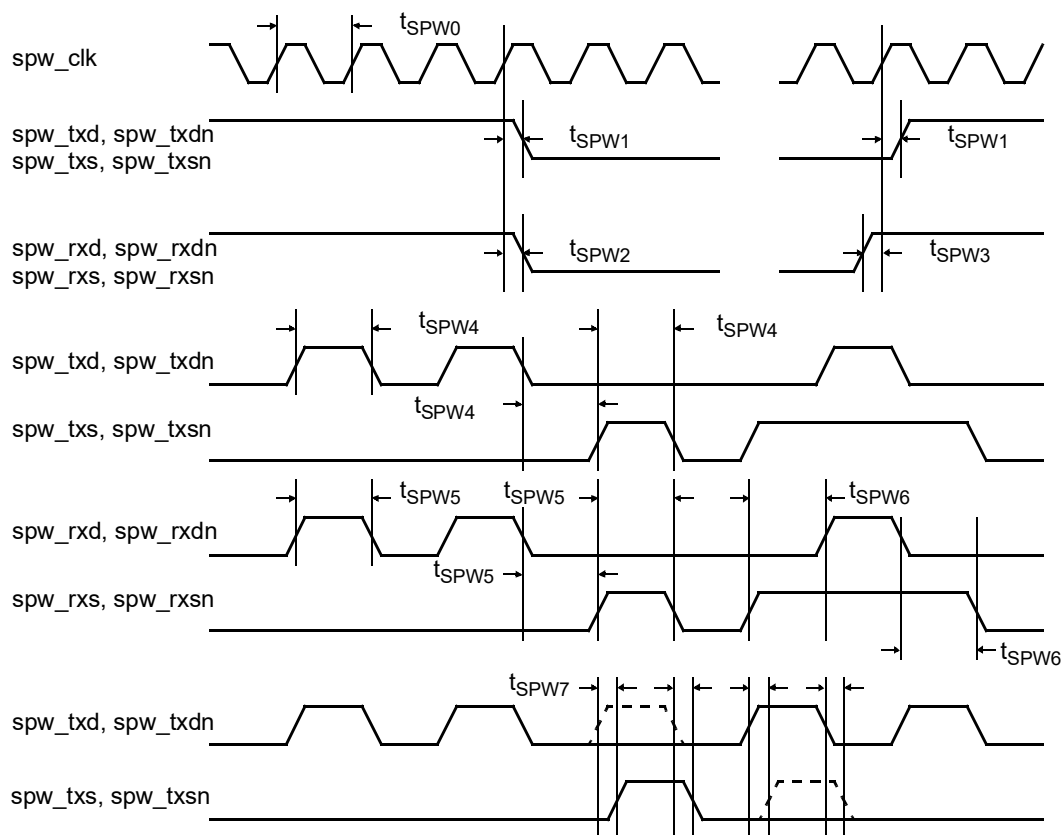 tSPW0
spw_clk
spw_txd, spw_txdn
spw_txs, spw_txsn
tSPW1
tSPW1
spw_rxd, spw_rxdn
spw_rxs, spw_rxsn
tSPW2
tSPW3
tSPW4
tSPW4
spw_txd, spw_txdn
tSPW4
spw_txs, spw_txsn
tSPW5
tSPW5
tSPW6
spw_rxd, spw_rxdn
tSPW5
spw_rxs, spw_rxsn
tSPW6
tSPW7
spw_txd, spw_txdn
spw_txs, spw_txsn